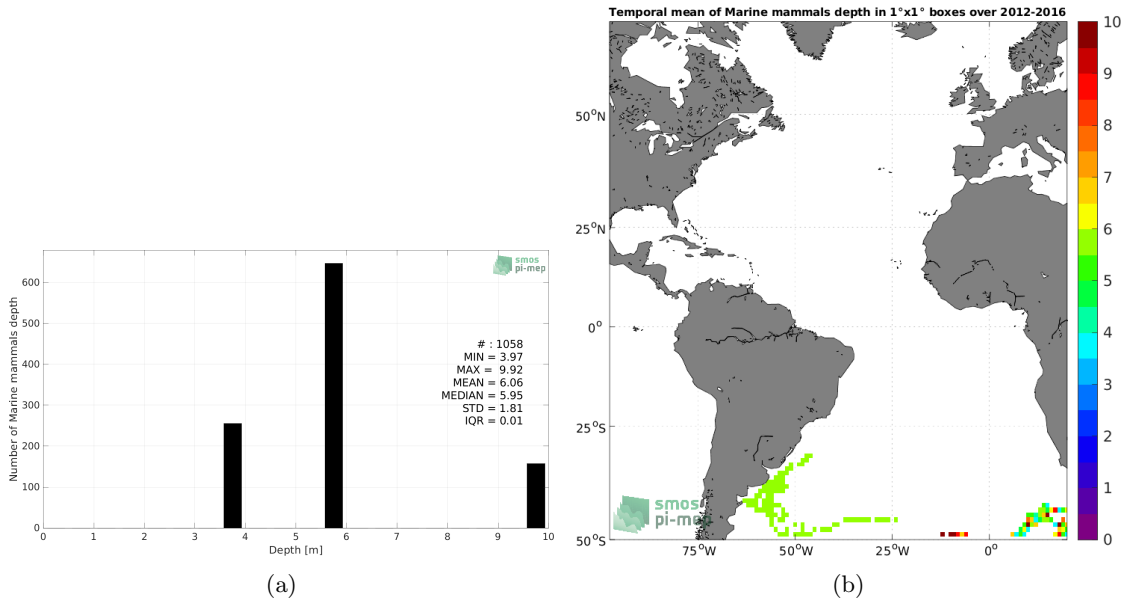 smos
pi-mep
600
500
400
300
200
100
0
Number of Marine mammals depth
# : 1058
MIN = 3.97
MAX = 9.92
MEAN = 6.06
MEDIAN = 5.95
STD = 1.81
IQR = 0.01
0 1 2 3 4 5 6 7 8 9 10
Depth [m]
(a)
Temporal mean of Marine mammals depth in 1°x1° boxes over 2012-2016
50°N
25°N
0°
25°S
50°S
75°W 50°W 25°W 0°
smos
pi-mep
10
9
8
7
6
5
4
3
2
1
0
(b)